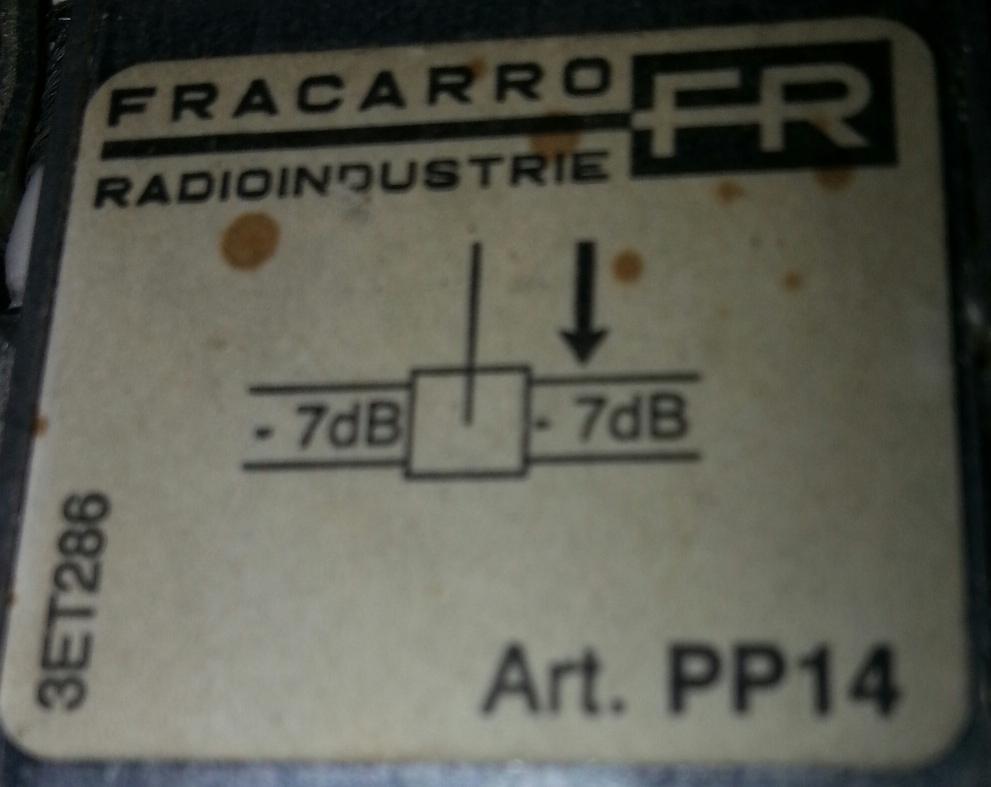 FRACARRO FR
RADIOINDUSTRIE
- 7dB - 7dB
3ET286
Art. PP14